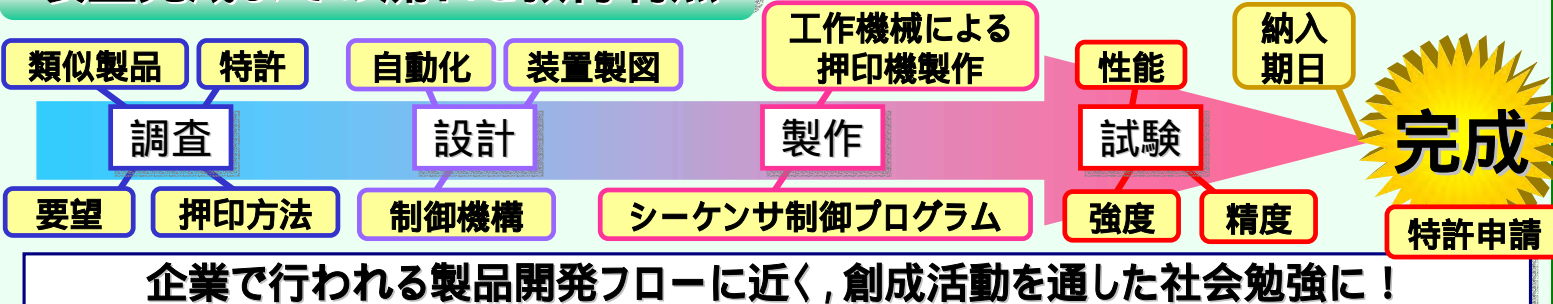 類似製品
特許
自動化
装置製図
工作機械による
押印機製作
性能
納入
期日
調査
設計
製作
試験
完成
要望
押印方法
制御機構
シーケンサ制御プログラム
強度
精度
特許申請
企業で行われる製品開発フローに近く,創成活動を通した社会勉強に!